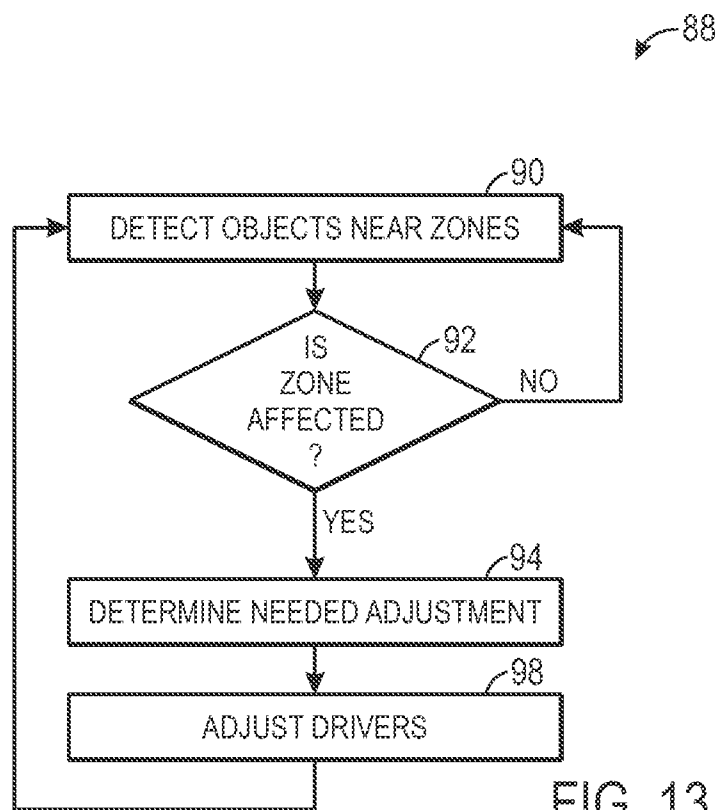 88
90
DETECT OBJECTS NEAR ZONES
92
IS
ZONE
AFFECTED
?
NO
YES
94
DETERMINE NEEDED ADJUSTMENT
98
ADJUST DRIVERS
FIG. 13